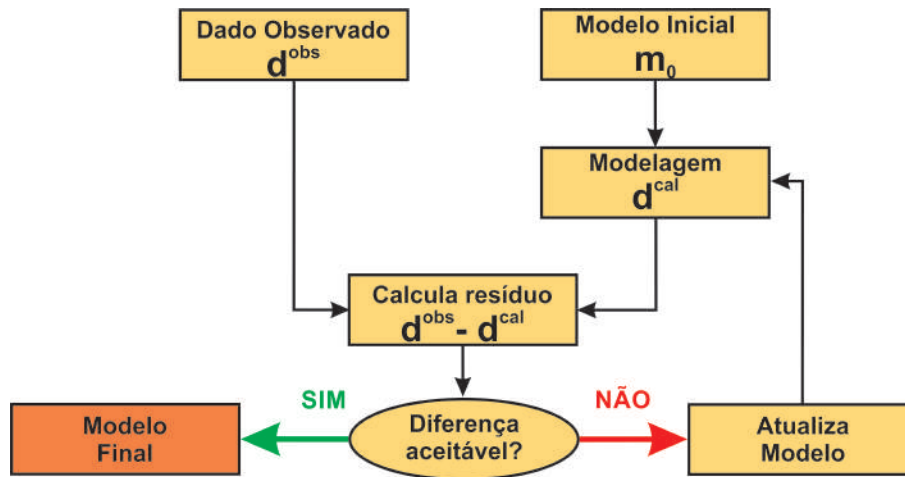 Dado Observado
d^obs
Modelo Inicial
m₀
Modelagem
d^cal
Calcula resíduo
d^obs - d^cal
SIM
NÃO
Modelo
Final
Diferença
aceitável?
Atualiza
Modelo